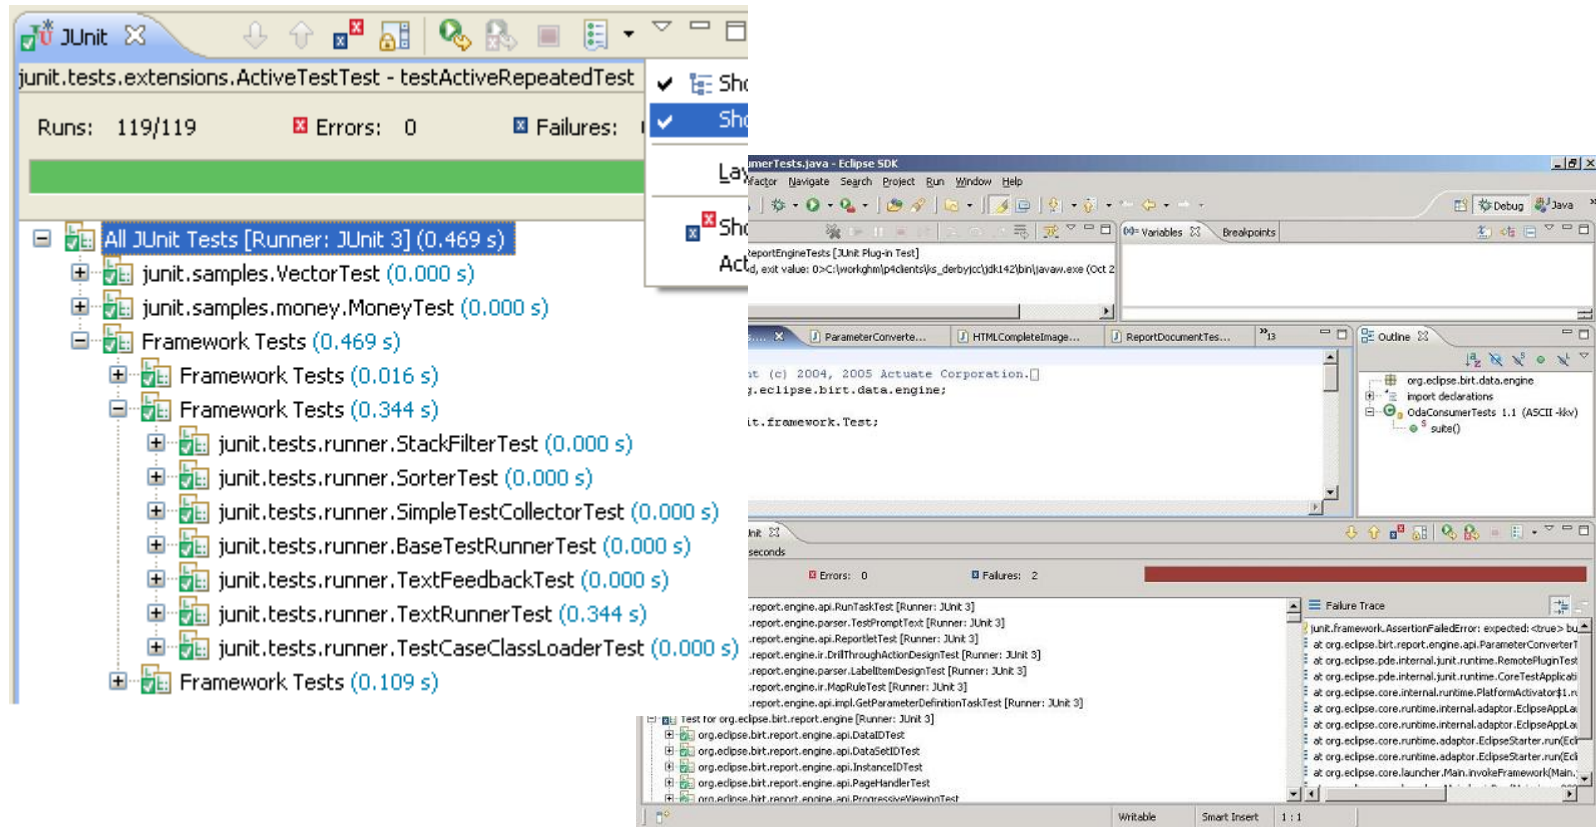 JUnit
junit.tests.extensions.ActiveTestTest - testActiveRepeatedTest
Runs: 119/119 Errors: 0 Failures:
Sho
Sho
Lay
Sho
Act
All JUnit Tests [Runner: JUnit 3] (0.469 s)
junit.samples.VectorTest (0.000 s)
junit.samples.money.MoneyTest (0.000 s)
Framework Tests (0.469 s)
Framework Tests (0.016 s)
Framework Tests (0.344 s)
junit.tests.runner.StackFilterTest (0.000 s)
junit.tests.runner.SorterTest (0.000 s)
junit.tests.runner.SimpleTestCollectorTest (0.000 s)
junit.tests.runner.BaseTestRunnerTest (0.000 s)
junit.tests.runner.TextFeedbackTest (0.000 s)
junit.tests.runner.TextRunnerTest (0.344 s)
junit.tests.runner.TestCaseClassLoaderTest (0.000 s)
Framework Tests (0.109 s)
umerTests.java - Eclipse SDK
factor Navigate Search Project Run Window Help
Debug Java
Variables Breakpoints
ReportEngineTests [JUnit Plug-in Test]
d, exit value: 0>C:\workghm\p4clients\ks_derbyjcc\jdk142\bin\javaw.exe (Oct 2
ParameterConverte... HTMLCompleteImage... ReportDocumentTes... »13
Outline
nt (c) 2004, 2005 Actuate Corporation.
g.eclipse.birt.data.engine;
it.framework.Test;
org.eclipse.birt.data.engine
import declarations
OdaConsumerTests 1.1 (ASCII -kkv)
suite()
Unit
seconds
Errors: 0 Failures: 2
.report.engine.api.RunTaskTest [Runner: JUnit 3]
.report.engine.parser.TestPromptText [Runner: JUnit 3]
.report.engine.api.ReportletTest [Runner: JUnit 3]
.report.engine.ir.DrillThroughActionDesignTest [Runner: JUnit 3]
.report.engine.parser.LabelItemDesignTest [Runner: JUnit 3]
.report.engine.ir.MapRuleTest [Runner: JUnit 3]
.report.engine.api.impl.GetParameterDefinitionTaskTest [Runner: JUnit 3]
Test for org.eclipse.birt.report.engine [Runner: JUnit 3]
org.eclipse.birt.report.engine.api.DataIDTest
org.eclipse.birt.report.engine.api.DataSetIDTest
org.eclipse.birt.report.engine.api.InstanceIDTest
org.eclipse.birt.report.engine.api.PageHandlerTest
org.eclipse.birt.report.engine.api.ProgressiveViewingTest
Failure Trace
junit.framework.AssertionFailedError: expected: <true> bu
at org.eclipse.birt.report.engine.api.ParameterConverterT
at org.eclipse.pde.internal.junit.runtime.RemotePluginTest
at org.eclipse.pde.internal.junit.runtime.CoreTestApplicati
at org.eclipse.core.internal.runtime.PlatformActivator$1.ru
at org.eclipse.core.runtime.internal.adaptor.EclipseAppLau
at org.eclipse.core.runtime.internal.adaptor.EclipseAppLau
at org.eclipse.core.runtime.adaptor.EclipseStarter.run(Ecli
at org.eclipse.core.runtime.adaptor.EclipseStarter.run(Ecli
at org.eclipse.core.launcher.Main.invokeFramework(Main.
Writable Smart Insert 1 : 1